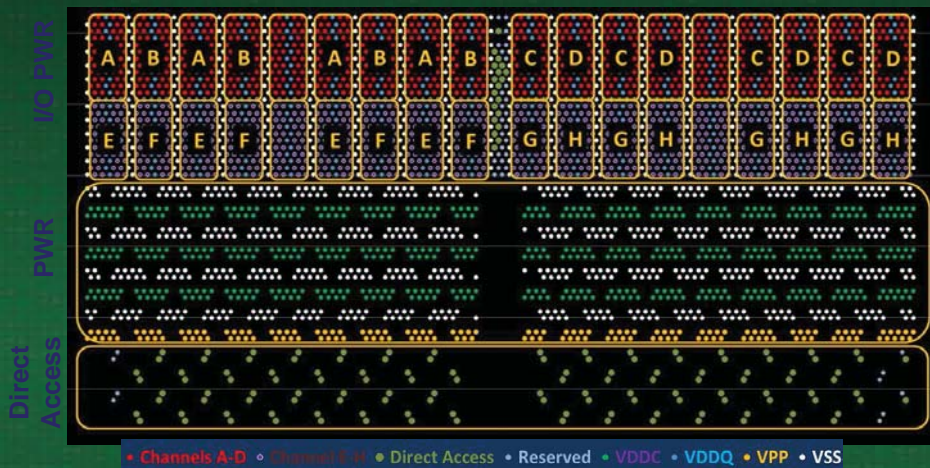 I/O PWR
A B A B A B A B C D C D C D C D
E F E F E F E F G H G H G H G H
PWR
Direct
Access
• Channels A-D ◦ Channel E-H • Direct Access • Reserved • VDDC • VDDQ • VPP • VSS